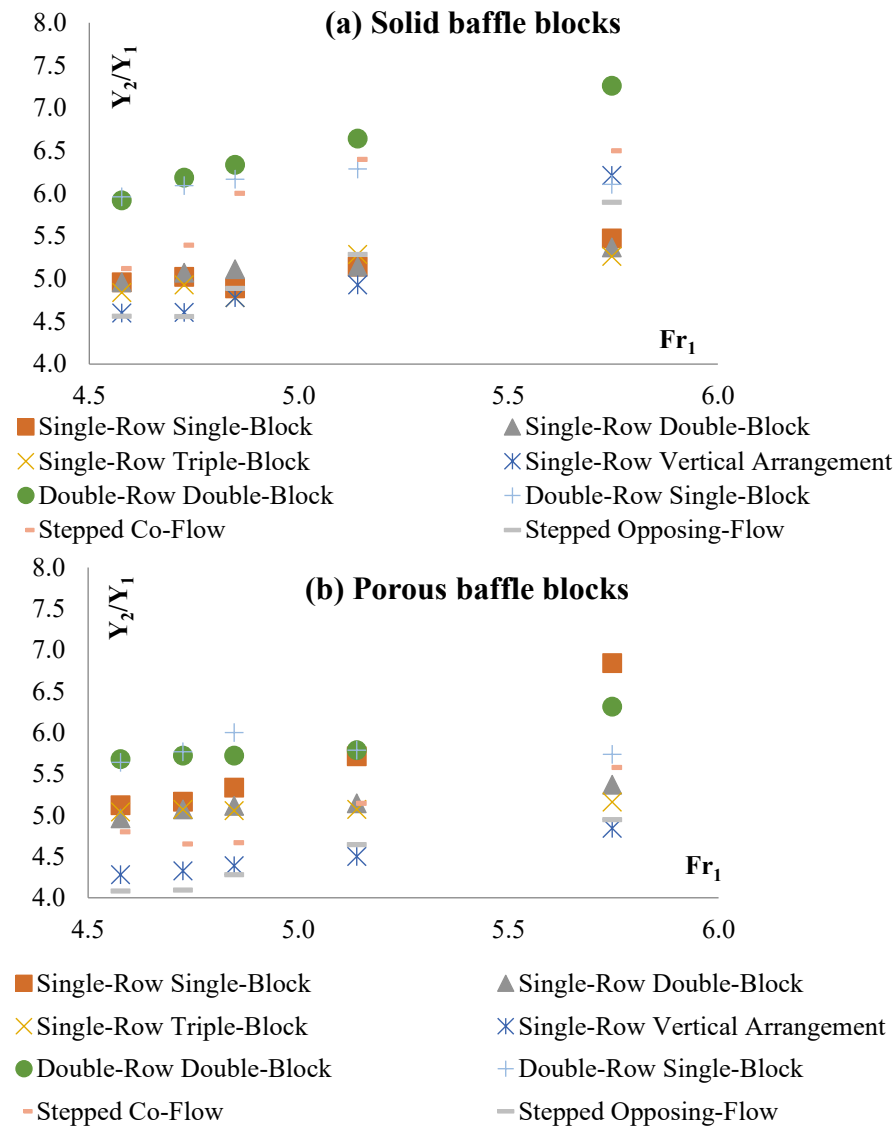 (a) Solid baffle blocks
Y2/Y1
8.0
7.5
7.0
6.5
6.0
5.5
5.0
4.5
4.0
Fr1
4.5 5.0 5.5 6.0
Single-Row Single-Block
Single-Row Double-Block
Single-Row Triple-Block
Single-Row Vertical Arrangement
Double-Row Double-Block
Double-Row Single-Block
Stepped Co-Flow
Stepped Opposing-Flow
(b) Porous baffle blocks
Y2/Y1
8.0
7.5
7.0
6.5
6.0
5.5
5.0
4.5
4.0
Fr1
4.5 5.0 5.5 6.0
Single-Row Single-Block
Single-Row Double-Block
Single-Row Triple-Block
Single-Row Vertical Arrangement
Double-Row Double-Block
Double-Row Single-Block
Stepped Co-Flow
Stepped Opposing-Flow